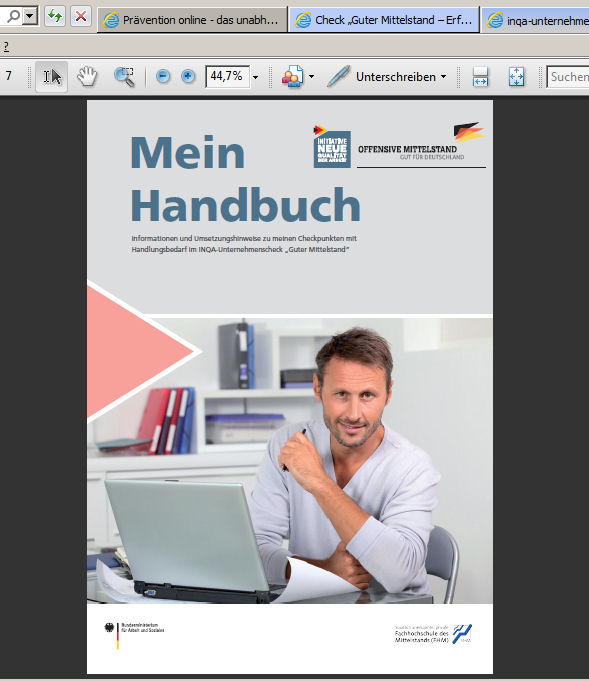 Prävention online - das unabh...
Check „Guter Mittelstand – Erf...
inqa-unternehme
?
7
44,7%
Unterschreiben
Suchen
Mein
Handbuch
INITIATIVE
NEUE
QUALITÄT
DER ARBEIT
OFFENSIVE MITTELSTAND
GUT FÜR DEUTSCHLAND
Informationen und Umsetzungshinweise zu meinen Checkpunkten mit
Handlungsbedarf im INQA-Unternehmenscheck „Guter Mittelstand“
Bundesministerium
für Arbeit und Soziales
staatlich anerkannte, private
Fachhochschule des
Mittelstands (FHM)